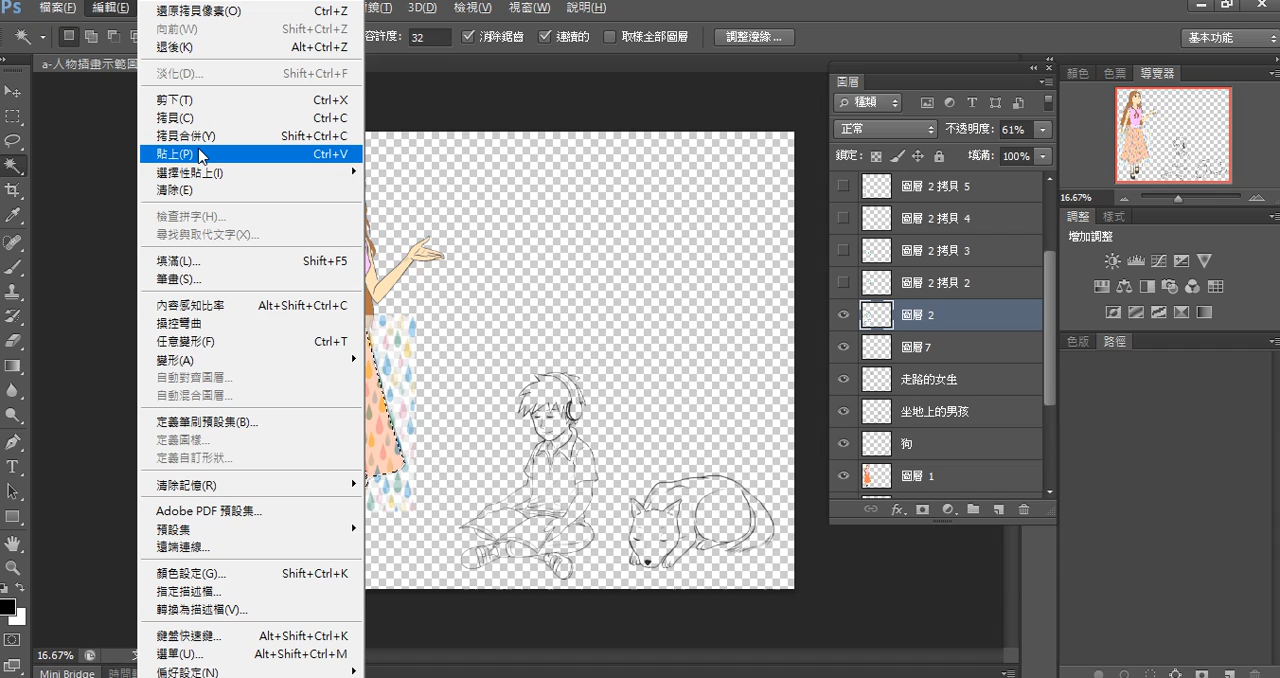 Ps 檔案(F) 編輯(E) 3D(D) 檢視(V) 視窗(W) 說明(H)
容許度: 32 消除鋸齒 連續的 取樣全部圖層 調整邊緣... 基本功能
a-人物插畫示範圖
還原拷貝像素(O) Ctrl+Z
向前(W) Shift+Ctrl+Z
退後(K) Alt+Ctrl+Z
淡化(D)... Shift+Ctrl+F
剪下(T) Ctrl+X
拷貝(C) Ctrl+C
拷貝合併(Y) Shift+Ctrl+C
貼上(P) Ctrl+V
選擇性貼上(I)
清除(E)
檢查拼字(H)...
尋找與取代文字(X)...
填滿(L)... Shift+F5
筆畫(S)...
內容感知比率 Alt+Shift+Ctrl+C
操控彎曲
任意變形(F) Ctrl+T
變形(A)
自動對齊圖層...
自動混合圖層...
定義筆刷預設集(B)...
定義圖樣...
定義自訂形狀...
清除記憶(R)
Adobe PDF 預設集...
預設集
遠端連線...
顏色設定(G)... Shift+Ctrl+K
指定描述檔...
轉換為描述檔(V)...
鍵盤快速鍵... Alt+Shift+Ctrl+K
選單(U)... Alt+Shift+Ctrl+M
偏好設定(N)
圖層
種類
正常 不透明度: 61%
鎖定: 填滿: 100%
圖層 2 拷貝 5
圖層 2 拷貝 4
圖層 2 拷貝 3
圖層 2 拷貝 2
圖層 2
圖層 7
走路的女生
坐地上的男孩
狗
圖層 1
fx
顏色 色票 導覽器
16.67%
調整 樣式
增加調整
色版 路徑
16.67%
Mini Bridge 時間